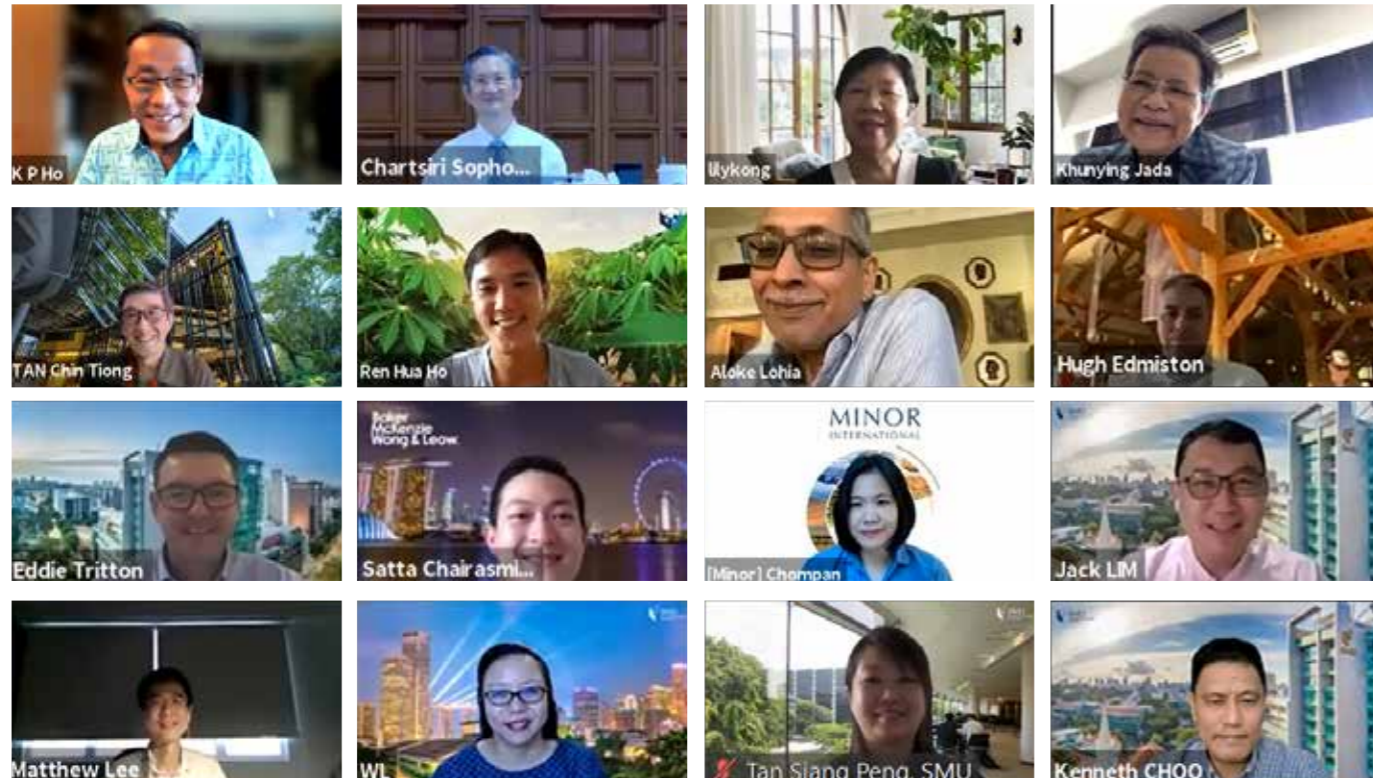 K P Ho
Chartsiri Sopho...
lilykong
Khunying Jada
TAN Chin Tiong
Ren Hua Ho
Aloke Lohia
Hugh Edmiston
Baker
McKenzie
Wong & Leow
MINOR
INTERNATIONAL
Eddie Tritton
Satta Chairasmi...
[Minor] Chompan
Jack LIM
Matthew Lee
WL
Tan Siang Peng, SMU
Kenneth CHOO